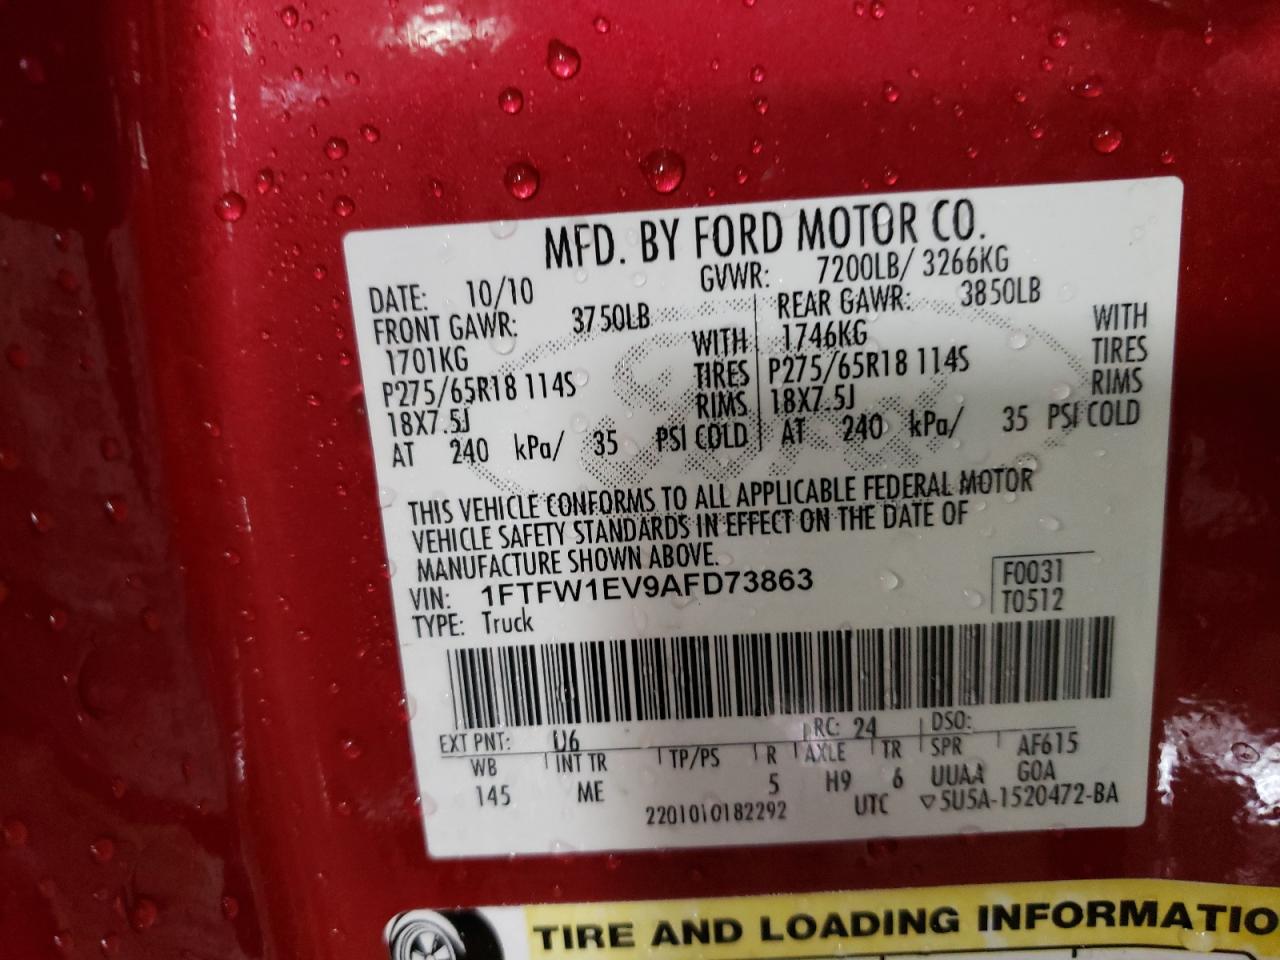 MFD. BY FORD MOTOR CO.
DATE: 10/10 GVWR: 7200LB/ 3266KG
FRONT GAWR: 3750LB REAR GAWR: 3850LB
1701KG WITH 1746KG WITH
P275/65R18 114S TIRES P275/65R18 114S TIRES
18X7.5J RIMS 18X7.5J RIMS
AT 240 kPa/ 35 PSI COLD AT 240 kPa/ 35 PSI COLD
THIS VEHICLE CONFORMS TO ALL APPLICABLE FEDERAL MOTOR
VEHICLE SAFETY STANDARDS IN EFFECT ON THE DATE OF
MANUFACTURE SHOWN ABOVE.
VIN: 1FTFW1EV9AFD73863 F0031
TYPE: Truck T0512
EXT PNT: U6 RC: 24 DSO:
WB INT TR TP/PS R AXLE TR SPR AF615
145 ME 5 H9 6 UUAA GOA
2201010182292 UTC ▽5U5A-1520472-BA
TIRE AND LOADING INFORMATIO